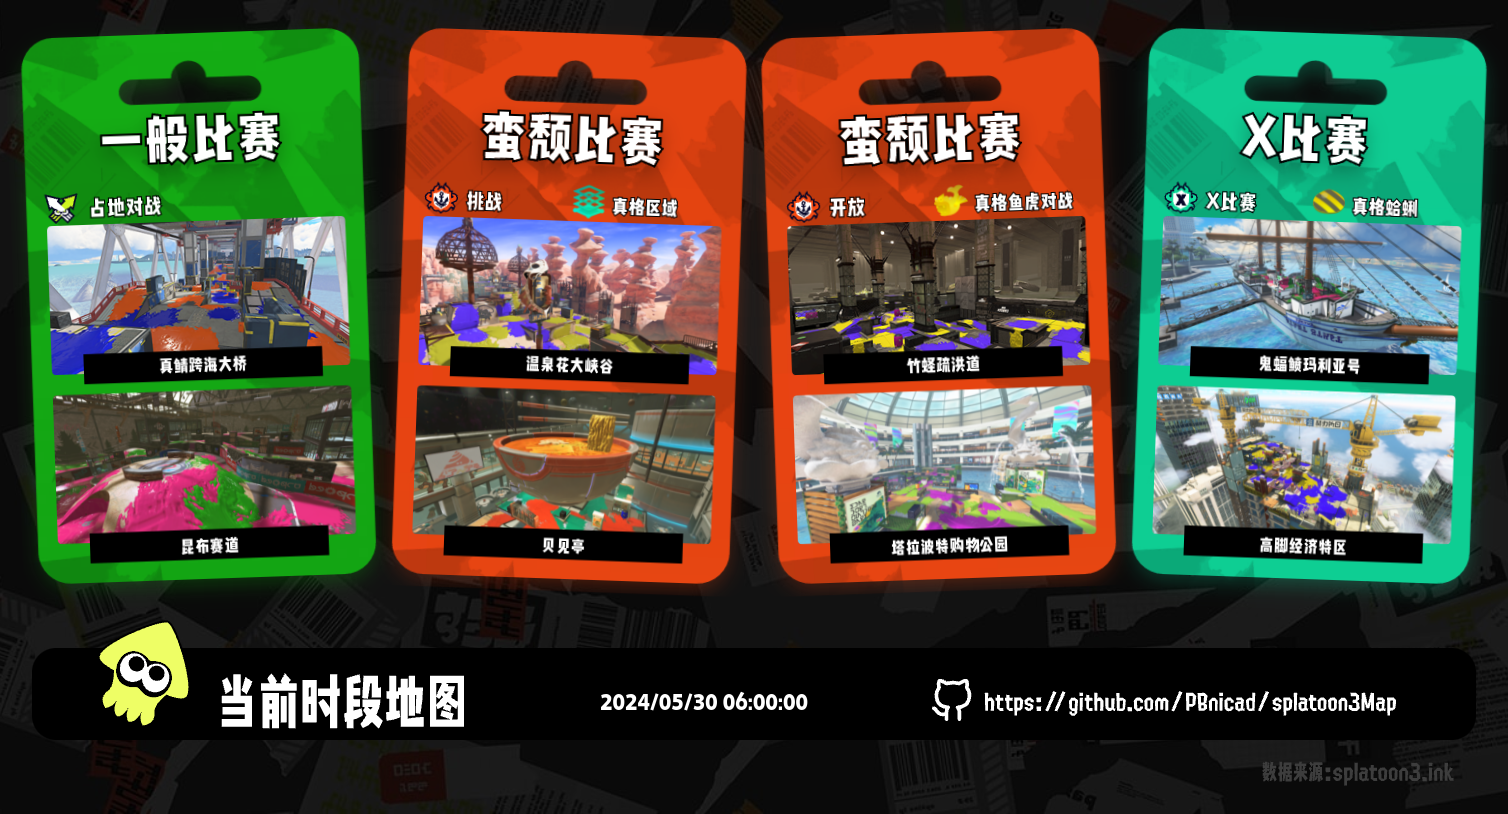 一般比赛
占地对战
真鲭跨海大桥
昆布赛道
蛮颓比赛
挑战
真格区域
温泉花大峡谷
贝见亭
蛮颓比赛
开放
真格鱼虎对战
竹蛏疏洪道
塔拉波特购物公园
X比赛
X比赛
真格蛤蜊
鬼蝠鲼玛利亚号
高脚经济特区
当前时段地图
2024/05/30 06:00:00
https://github.com/PBnicad/splatoon3Map
数据来源:splatoon3.ink